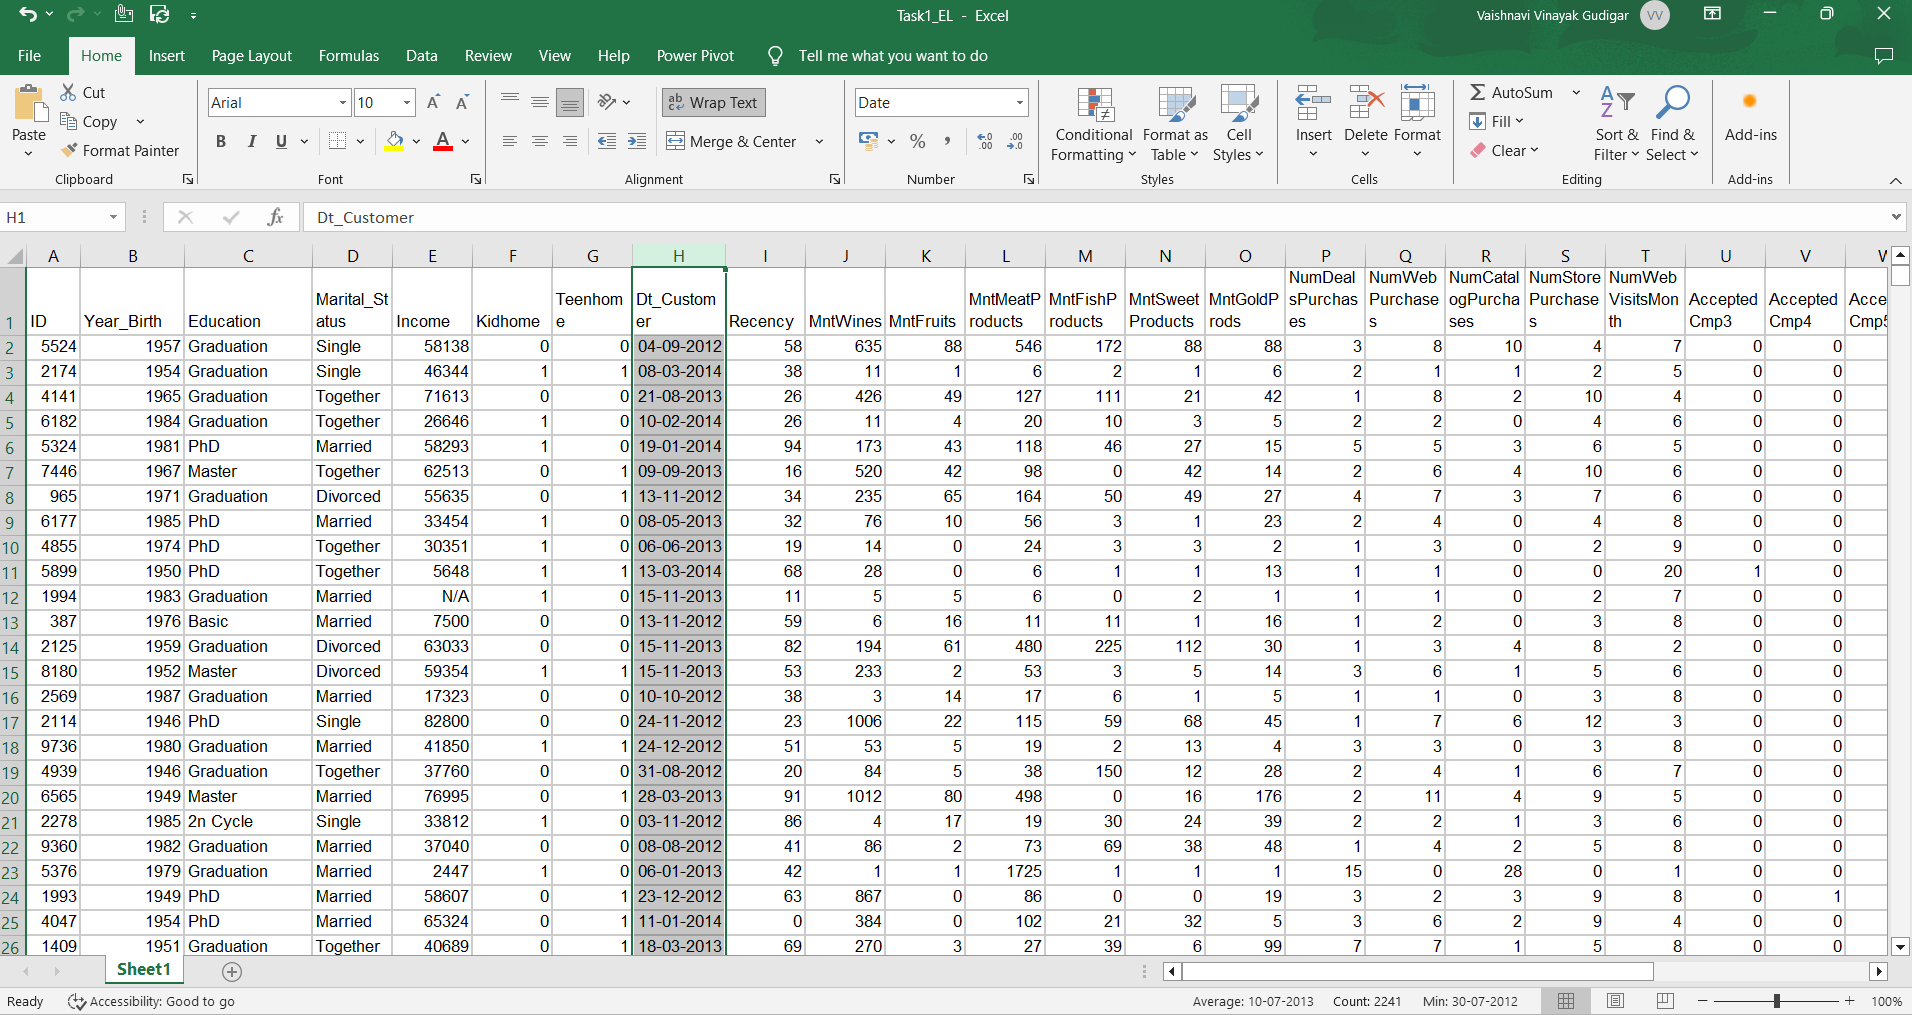 Task1_EL - Excel
Vaishnavi Vinayak Gudigar
VV
File Home Insert Page Layout Formulas Data Review View Help Power Pivot Tell me what you want to do
Paste
Cut
Copy
Format Painter
Clipboard
Arial 10
B I U
Font
Wrap Text
Merge & Center
Alignment
Date
%
Number
Conditional Formatting
Format as Table
Cell Styles
Styles
Insert Delete Format
Cells
AutoSum
Fill
Clear
Sort & Filter
Find & Select
Editing
Add-ins
Add-ins
H1 fx Dt_Customer
A B C D E F G H I J K L M N O P Q R S T U V W
1 ID Year_Birth Education Marital_Status Income Kidhome Teenhome Dt_Customer Recency MntWines MntFruits MntMeatProducts MntFishProducts MntSweetProducts MntGoldProds NumDealsPurchases NumWebPurchases NumCatalogPurchases NumStorePurchases NumWebVisitsMonth AcceptedCmp3 AcceptedCmp4 AcceCmp5
2 5524 1957 Graduation Single 58138 0 0 04-09-2012 58 635 88 546 172 88 88 3 8 10 4 7 0 0
3 2174 1954 Graduation Single 46344 1 1 08-03-2014 38 11 1 6 2 1 6 2 1 1 2 5 0 0
4 4141 1965 Graduation Together 71613 0 0 21-08-2013 26 426 49 127 111 21 42 1 8 2 10 4 0 0
5 6182 1984 Graduation Together 26646 1 0 10-02-2014 26 11 4 20 10 3 5 2 2 0 4 6 0 0
6 5324 1981 PhD Married 58293 1 0 19-01-2014 94 173 43 118 46 27 15 5 5 3 6 5 0 0
7 7446 1967 Master Together 62513 0 1 09-09-2013 16 520 42 98 0 42 14 2 6 4 10 6 0 0
8 965 1971 Graduation Divorced 55635 0 1 13-11-2012 34 235 65 164 50 49 27 4 7 3 7 6 0 0
9 6177 1985 PhD Married 33454 1 0 08-05-2013 32 76 10 56 3 1 23 2 4 0 4 8 0 0
10 4855 1974 PhD Together 30351 1 0 06-06-2013 19 14 0 24 3 3 2 1 3 0 2 9 0 0
11 5899 1950 PhD Together 5648 1 1 13-03-2014 68 28 0 6 1 1 13 1 1 0 0 20 1 0
12 1994 1983 Graduation Married N/A 1 0 15-11-2013 11 5 5 6 0 2 1 1 1 0 2 7 0 0
13 387 1976 Basic Married 7500 0 0 13-11-2012 59 6 16 11 11 1 16 1 2 0 3 8 0 0
14 2125 1959 Graduation Divorced 63033 0 0 15-11-2013 82 194 61 480 225 112 30 1 3 4 8 2 0 0
15 8180 1952 Master Divorced 59354 1 1 15-11-2013 53 233 2 53 3 5 14 3 6 1 5 6 0 0
16 2569 1987 Graduation Married 17323 0 0 10-10-2012 38 3 14 17 6 1 5 1 1 0 3 8 0 0
17 2114 1946 PhD Single 82800 0 0 24-11-2012 23 1006 22 115 59 68 45 1 7 6 12 3 0 0
18 9736 1980 Graduation Married 41850 1 1 24-12-2012 51 53 5 19 2 13 4 3 3 0 3 8 0 0
19 4939 1946 Graduation Together 37760 0 0 31-08-2012 20 84 5 38 150 12 28 2 4 1 6 7 0 0
20 6565 1949 Master Married 76995 0 1 28-03-2013 91 1012 80 498 0 16 176 2 11 4 9 5 0 0
21 2278 1985 2n Cycle Single 33812 1 0 03-11-2012 86 4 17 19 30 24 39 2 2 1 3 6 0 0
22 9360 1982 Graduation Married 37040 0 0 08-08-2012 41 86 2 73 69 38 48 1 4 2 5 8 0 0
23 5376 1979 Graduation Married 2447 1 0 06-01-2013 42 1 1 1725 1 1 1 15 0 28 0 1 0 0
24 1993 1949 PhD Married 58607 0 1 23-12-2012 63 867 0 86 0 0 19 3 2 3 9 8 0 1
25 4047 1954 PhD Married 65324 0 1 11-01-2014 0 384 0 102 21 32 5 3 6 2 9 4 0 0
26 1409 1951 Graduation Together 40689 0 1 18-03-2013 69 270 3 27 39 6 99 7 7 1 5 8 0 0
Sheet1
Ready Accessibility: Good to go Average: 10-07-2013 Count: 2241 Min: 30-07-2012 100%